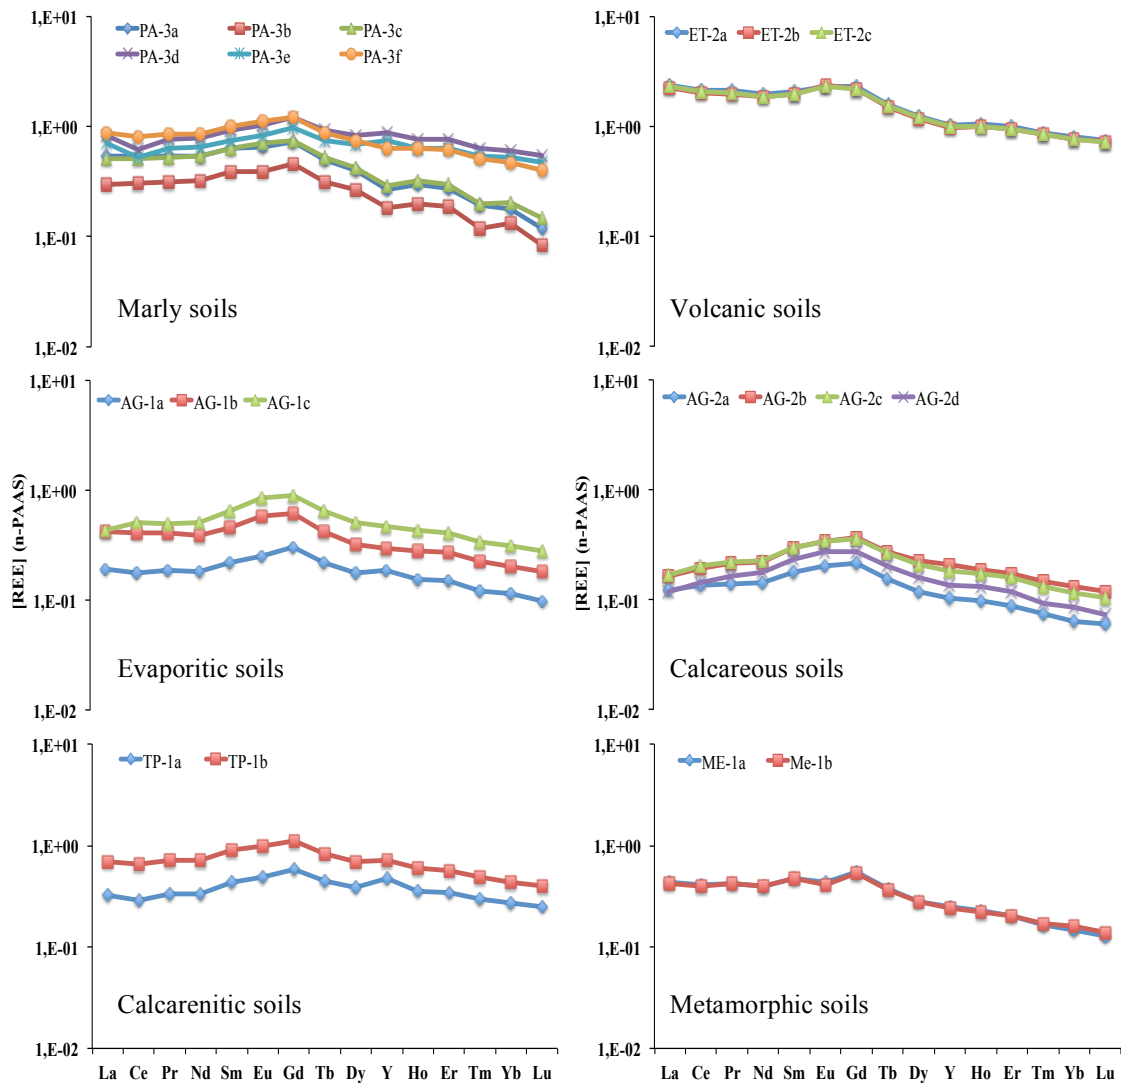 1,E+01
PA-3a PA-3b PA-3c
PA-3d PA-3e PA-3f
1,E+00
1,E-01
Marly soils
1,E-02
1,E+01
ET-2a ET-2b ET-2c
1,E+00
1,E-01
Volcanic soils
1,E-02
[REE] (n-PAAS)
1,E+01
AG-1a AG-1b AG-1c
1,E+00
1,E-01
Evaporitic soils
1,E-02
[REE] (n-PAAS)
1,E+01
AG-2a AG-2b AG-2c AG-2d
1,E+00
1,E-01
Calcareous soils
1,E-02
1,E+01
TP-1a TP-1b
1,E+00
1,E-01
Calcarenitic soils
1,E-02
La Ce Pr Nd Sm Eu Gd Tb Dy Y Ho Er Tm Yb Lu
1,E+01
ME-1a Me-1b
1,E+00
1,E-01
Metamorphic soils
1,E-02
La Ce Pr Nd Sm Eu Gd Tb Dy Y Ho Er Tm Yb Lu